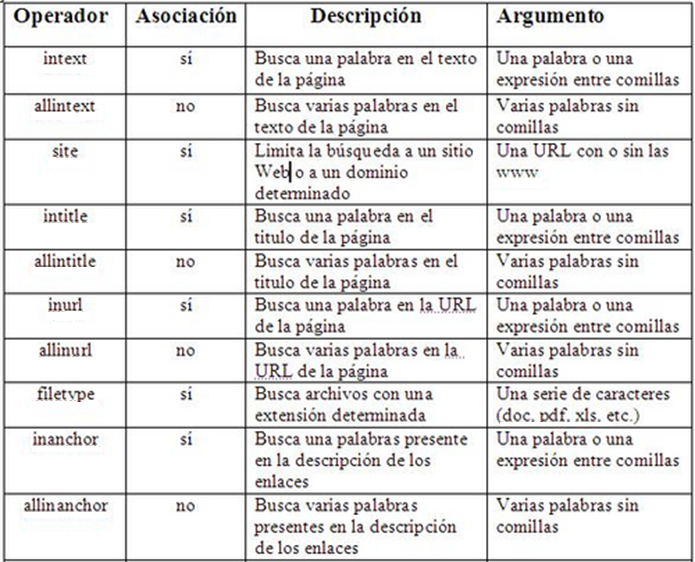 Operador Asociación Descripción Argumento
intext sí Busca una palabra en el texto Una palabra o una
de la página expresión entre comillas
allintext no Busca varias palabras en el Varias palabras sin
texto de la página comillas
site sí Limita la búsqueda a un sitio Una URL con o sin las
Web o a un dominio www
determinado
intitle sí Busca una palabra en el Una palabra o una
titulo de la página expresión entre comillas
allintitle no Busca varias palabras en el Varias palabras sin
titulo de la página comillas
inurl sí Busca una palabra en la URL Una palabra o una
de la página expresión entre comillas
allinurl no Busca varias palabras en la Varias palabras sin
URL de la página comillas
filetype sí Busca archivos con una Una serie de caracteres
extensión determinada (doc, pdf, xls, etc.)
inanchor sí Busca una palabras presente Una palabra o una
en la descripción de los expresión entre comillas
enlaces
allinanchor no Busca varias palabras Varias palabras sin
presentes en la descripción comillas
de los enlaces